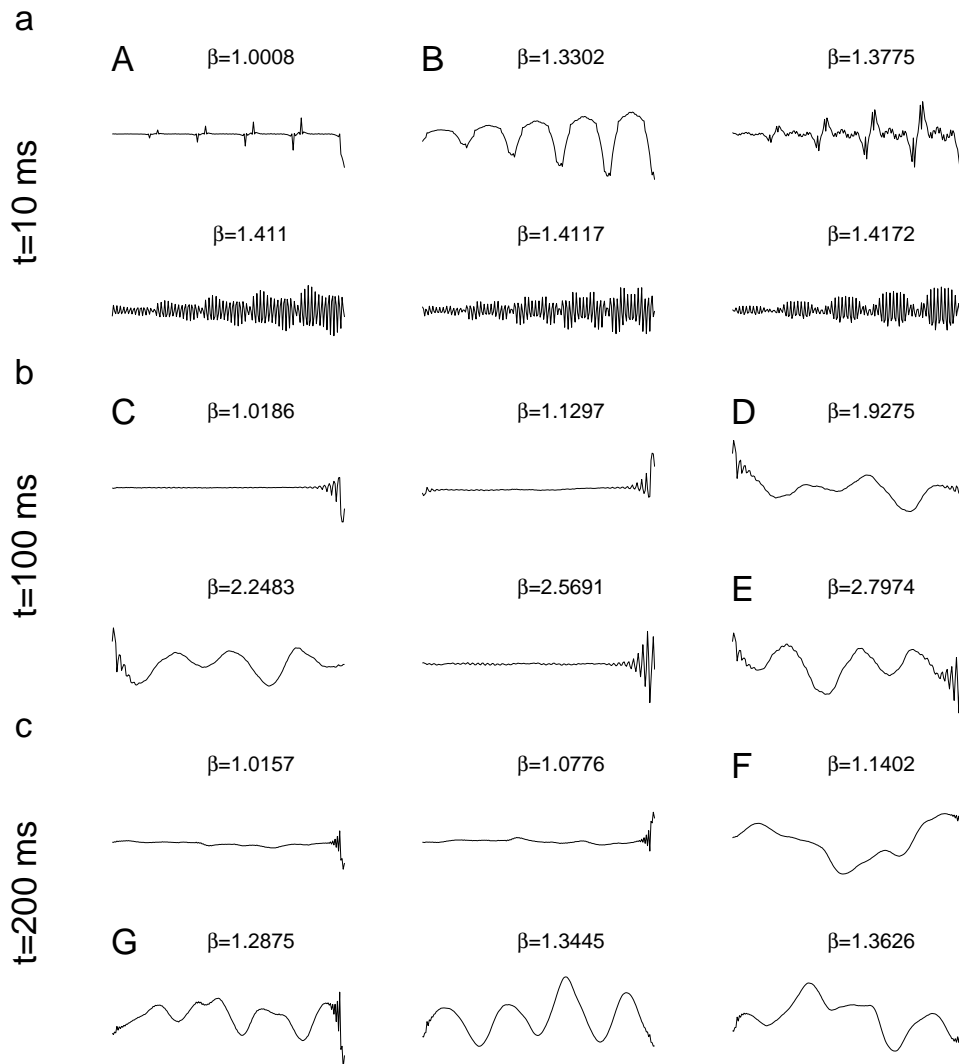 a
A β=1.0008 B β=1.3302 β=1.3775
t=10 ms
β=1.411 β=1.4117 β=1.4172
b
C β=1.0186 β=1.1297 D β=1.9275
t=100 ms
β=2.2483 β=2.5691 E β=2.7974
c
β=1.0157 β=1.0776 F β=1.1402
t=200 ms
G β=1.2875 β=1.3445 β=1.3626